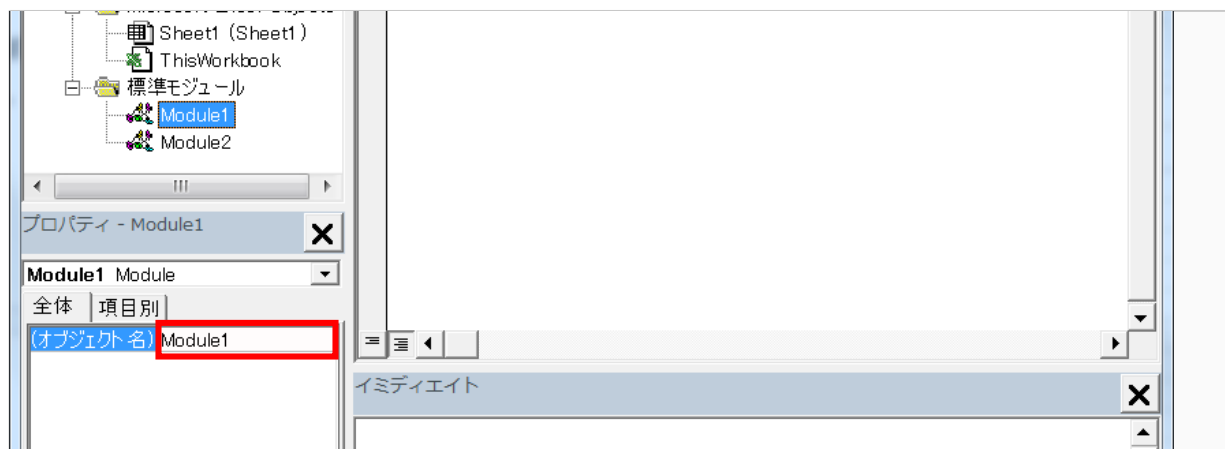 Sheet1 (Sheet1)
ThisWorkbook
標準モジュール
Module1
Module2
プロパティ - Module1
Module1 Module
全体 項目別
(オブジェクト名) Module1
イミディエイト